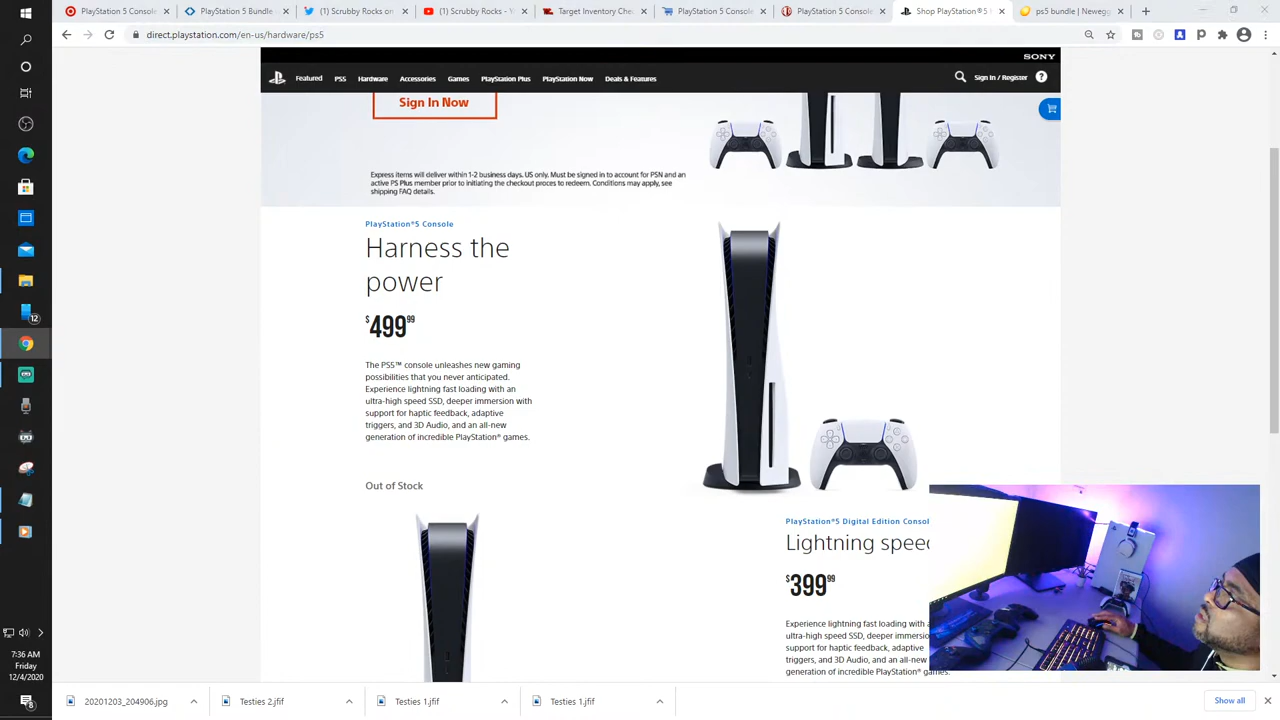 PlayStation 5 Cons
PlayStation 5 Bundle
(1) Scrubby Rocks on
(1) Scrubby Rocks -
Target Inventory Che
PlayStation 5 Console
PlayStation 5 Console
Shop PlayStation®5
ps5 bundle | Newegg
direct.playstation.com/en-us/hardware/ps5
SONY
Featured PS5 Hardware Accessories Games PlayStation Plus PlayStation Now Deals & Features Sign In / Register ?
Sign In Now
Express items will deliver within 1-2 business days. US only. Must be signed in to account for PSN and an
active PS Plus member prior to initiating the checkout proces to redeem. Conditions may apply, see
shipping FAQ details.
PlayStation®5 Console
Harness the
power
$499.99
The PS5™ console unleashes new gaming
possibilities that you never anticipated.
Experience lightning fast loading with an
ultra-high speed SSD, deeper immersion with
support for haptic feedback, adaptive
triggers, and 3D Audio, and an all-new
generation of incredible PlayStation® games.
Out of Stock
PlayStation®5 Digital Edition Consol
Lightning speed
$399.99
Experience lightning fast loading with a
ultra-high speed SSD, deeper immersio
support for haptic feedback, adaptive
triggers, and 3D Audio, and an all-new
generation of incredible PlayStation® games.
12
7:36 AM
Friday
12/4/2020
8
20201203_204906.jpg
Testies 2.jfif
Testies 1.jfif
Testies 1.jfif
Show all